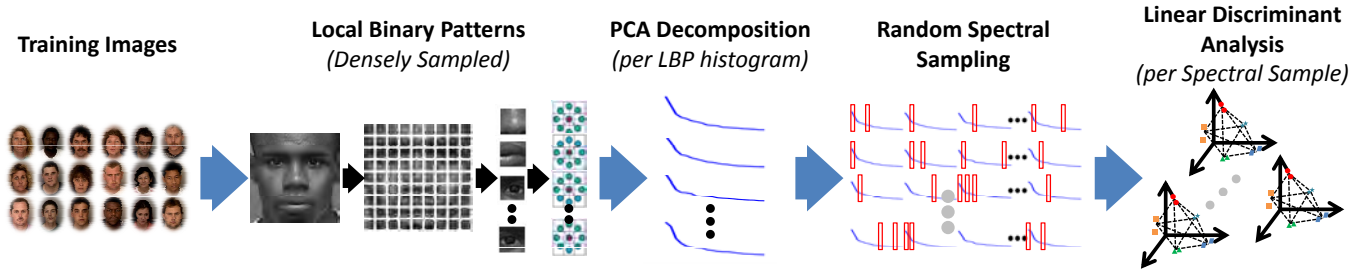 Training Images
Local Binary Patterns
(Densely Sampled)
PCA Decomposition
(per LBP histogram)
Random Spectral
Sampling
Linear Discriminant
Analysis
(per Spectral Sample)